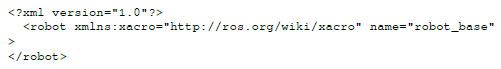 <?xml version="1.0"?>
  <robot xmlns:xacro="http://ros.org/wiki/xacro" name="robot_base"
>
</robot>